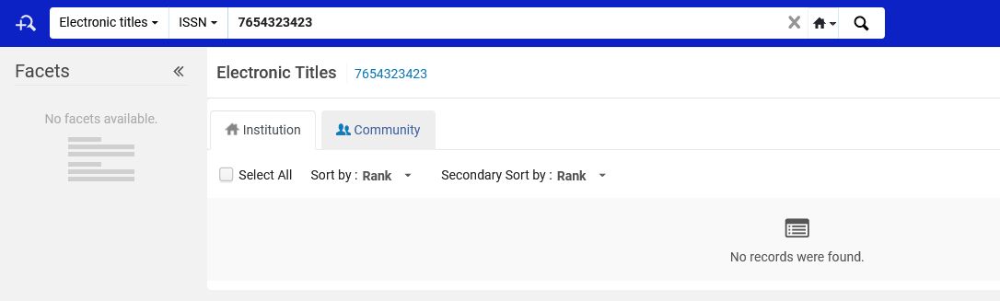 Electronic titles ISSN 7654323423
Facets
No facets available.
Electronic Titles 7654323423
Institution Community
Select All Sort by : Rank Secondary Sort by : Rank
No records were found.